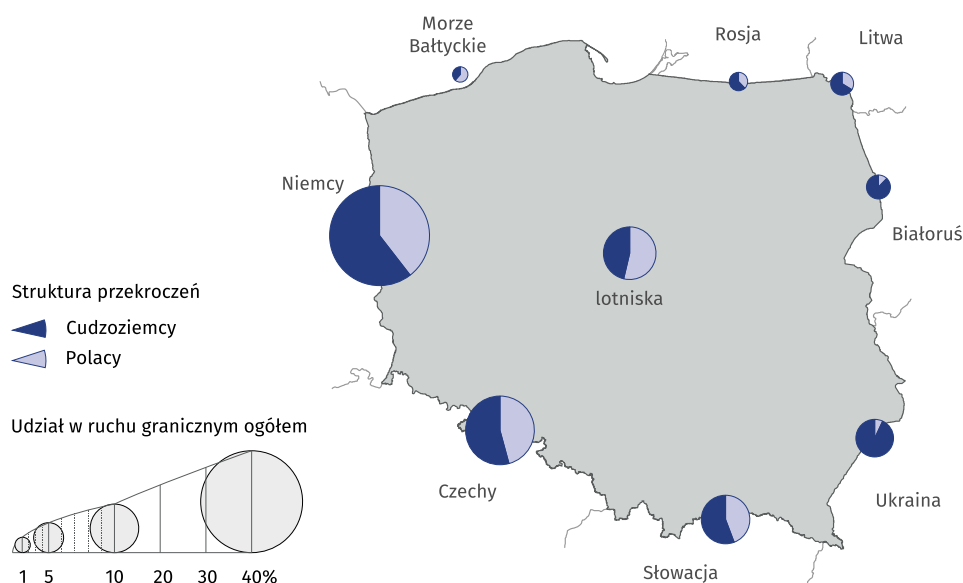 Morze
Bałtyckie
Rosja
Litwa
Niemcy
Białoruś
lotniska
Struktura przekroczeń
Cudzoziemcy
Polacy
Udział w ruchu granicznym ogółem
Czechy
Ukraina
Słowacja
1 5 10 20 30 40%